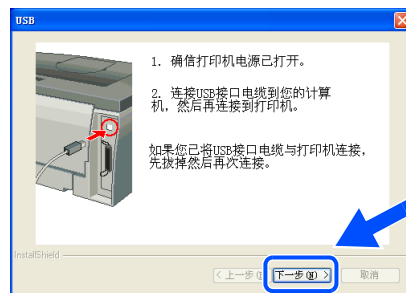 USB
1. 确信打印机电源已打开。
2. 连接USB接口电缆到您的计算
机，然后再连接到打印机。
如果您已将USB接口电缆与打印机连接，
先拔掉然后再次连接。
InstallShield
<上一步(B)
下一步(N) >
取消